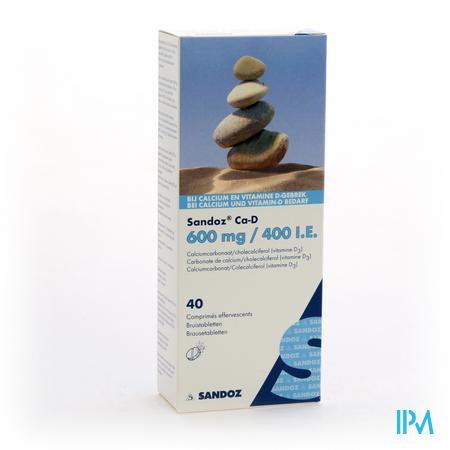 BIJ CALCIUM EN VITAMINE D-GEBREK
BEI CALCIUM UND VITAMIN-D BEDARF
Sandoz® Ca-D
600 mg / 400 I.E.
Calciumcarbonaat/cholecalciferol (vitamine D3)
Carbonate de calcium/cholécalciférol (vitamine D3)
Calciumcarbonat/Colecalciferol (vitamine D3)
40
Comprimés effervescents
Bruistabletten
Brausetabletten
SANDOZ
SANDOZ
IPM